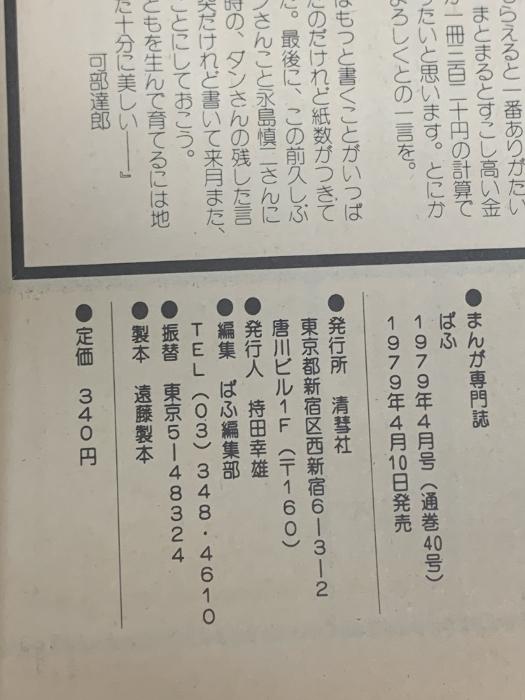 もらえると一番ありがたい
まとまるとすこし高い金
一冊三百二十円の計算で
りたいと思います。とにか
よろしくとの一言を。
はもっと書くことがいっぱ
たのだけれど紙数がつきて
た。最後に、この前久しぶ
さんこと永島慎二さんに
時の、ダンさんの残した言
突だけれど書いて来月また、
ことにしておこう。
ともを生んで育てるには地
た十分に美しい――』
可部達郎
●まんが専門誌
ぱふ
1979年4月号（通巻40号）
1979年4月10日発売
●発行所 清彗社
東京都新宿区西新宿6―3―2
唐川ビル1F（〒160）
●発行人 持田幸雄
●編集 ぱふ編集部
TEL（03）348・4610
●振替 東京5―48324
●製本 遠藤製本
●定価 340円